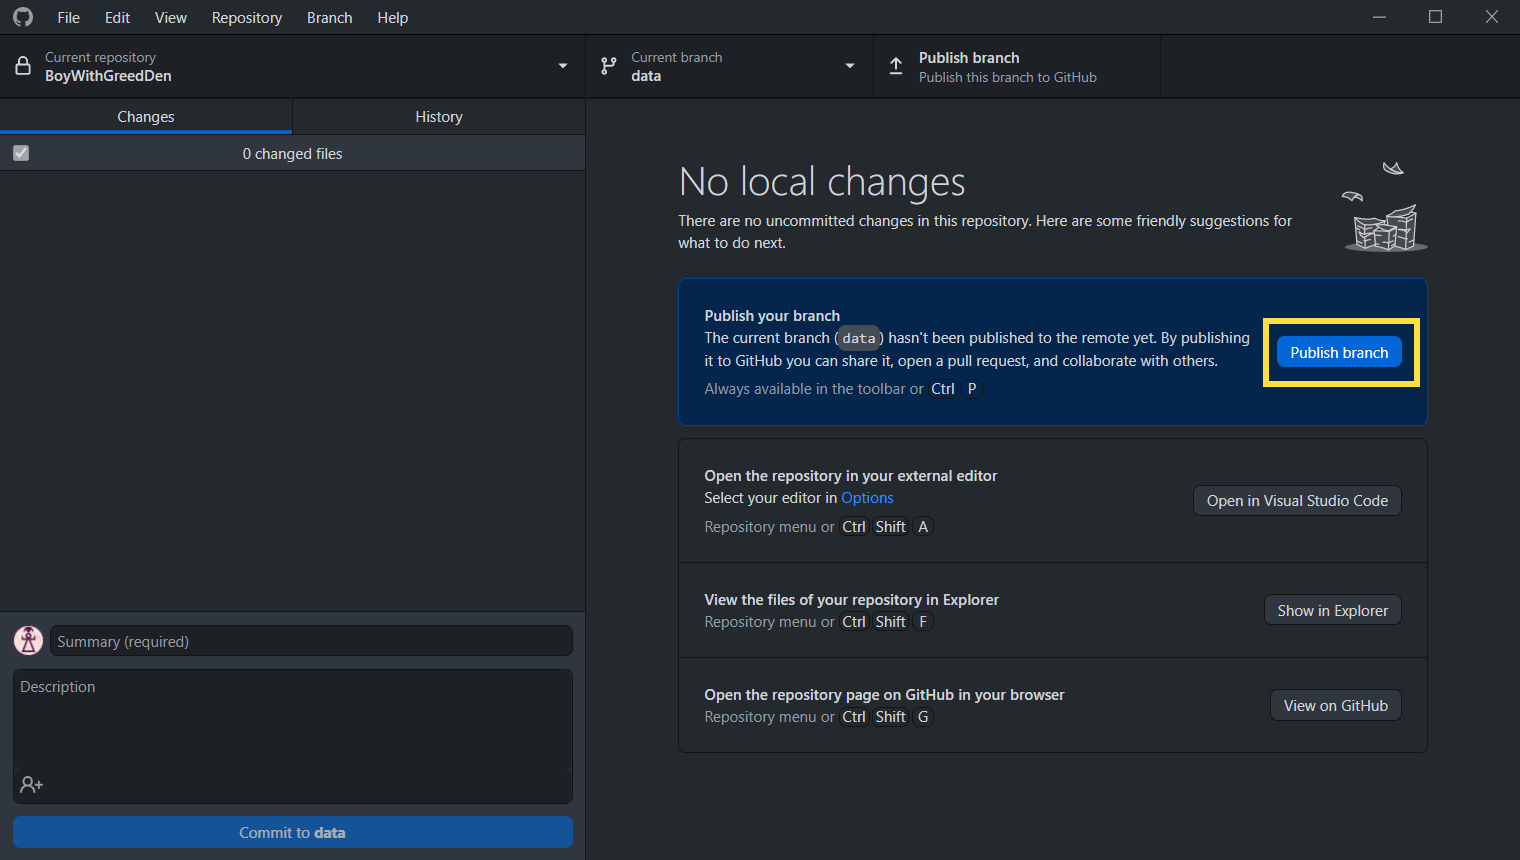 File Edit View Repository Branch Help
Current repository
BoyWithGreedDen
Current branch
data
Publish branch
Publish this branch to GitHub
Changes
History
0 changed files
No local changes
There are no uncommitted changes in this repository. Here are some friendly suggestions for
what to do next.
Publish your branch
The current branch (data) hasn't been published to the remote yet. By publishing
it to GitHub you can share it, open a pull request, and collaborate with others.
Always available in the toolbar or Ctrl P
Publish branch
Open the repository in your external editor
Select your editor in Options
Repository menu or Ctrl Shift A
Open in Visual Studio Code
View the files of your repository in Explorer
Repository menu or Ctrl Shift F
Show in Explorer
Open the repository page on GitHub in your browser
Repository menu or Ctrl Shift G
View on GitHub
Summary (required)
Description
Commit to data